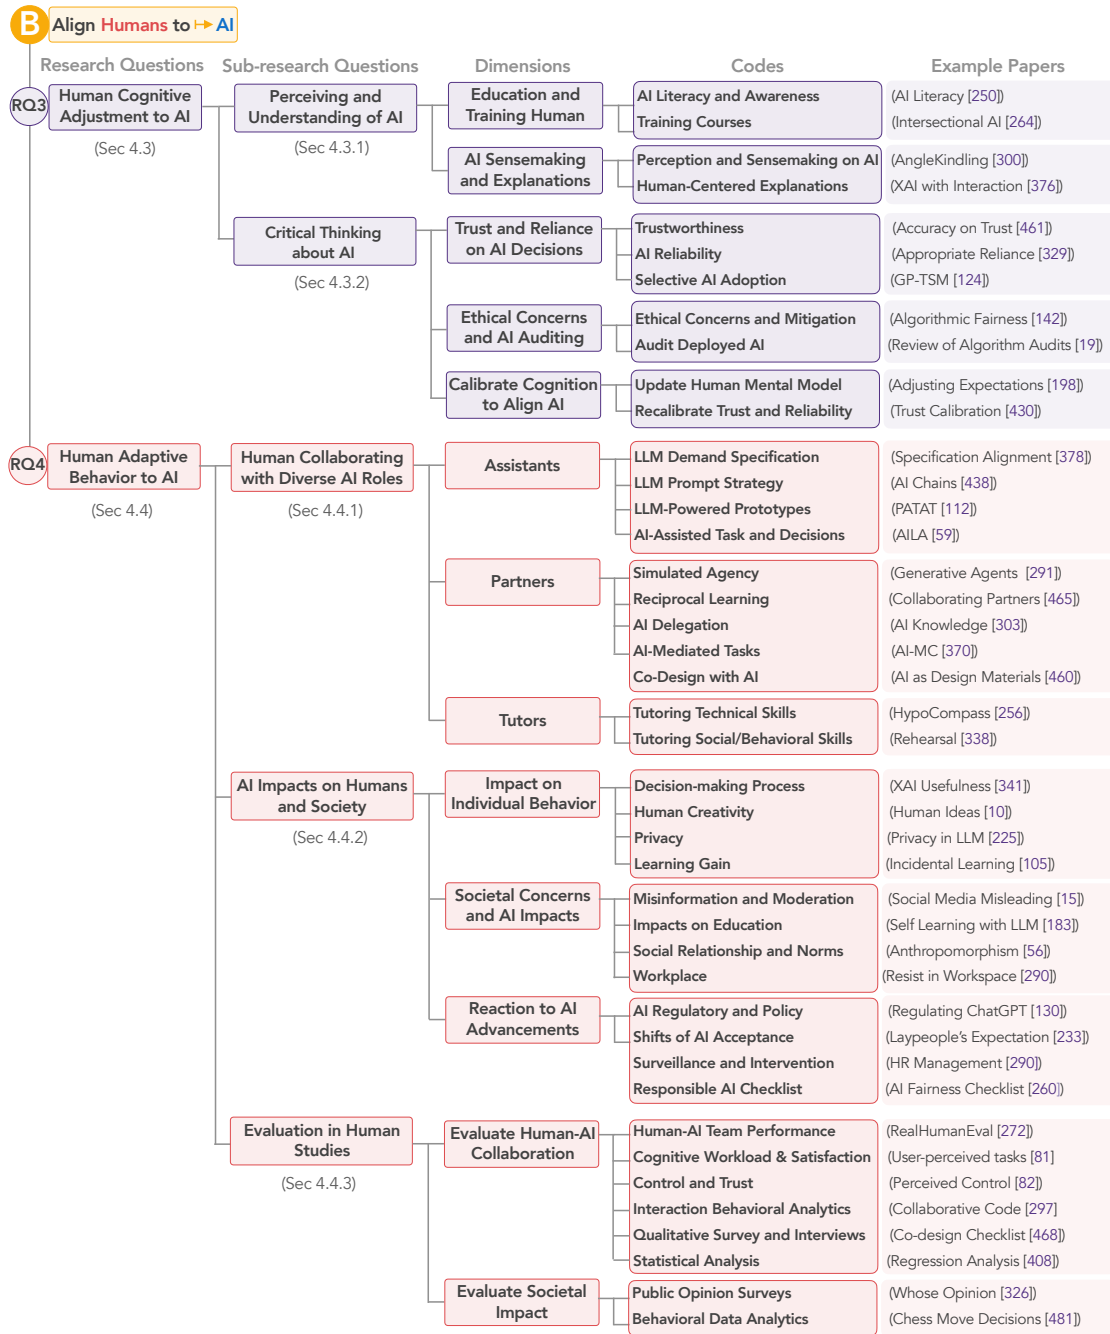 B Align Humans to ↦ AI
Research Questions Sub-research Questions Dimensions Codes Example Papers
RQ3
Human Cognitive
Adjustment to AI
(Sec 4.3)
Perceiving and
Understanding of AI
(Sec 4.3.1)
Education and
Training Human
AI Literacy and Awareness (AI Literacy [250])
Training Courses (Intersectional AI [264])
AI Sensemaking
and Explanations
Perception and Sensemaking on AI (AngleKindling [300])
Human-Centered Explanations (XAI with Interaction [376])
Critical Thinking
about AI
(Sec 4.3.2)
Trust and Reliance
on AI Decisions
Trustworthiness (Accuracy on Trust [461])
AI Reliability (Appropriate Reliance [329])
Selective AI Adoption (GP-TSM [124])
Ethical Concerns
and AI Auditing
Ethical Concerns and Mitigation (Algorithmic Fairness [142])
Audit Deployed AI (Review of Algorithm Audits [19])
Calibrate Cognition
to Align AI
Update Human Mental Model (Adjusting Expectations [198])
Recalibrate Trust and Reliability (Trust Calibration [430])
RQ4
Human Adaptive
Behavior to AI
(Sec 4.4)
Human Collaborating
with Diverse AI Roles
(Sec 4.4.1)
Assistants
LLM Demand Specification (Specification Alignment [378])
LLM Prompt Strategy (AI Chains [438])
LLM-Powered Prototypes (PATAT [112])
AI-Assisted Task and Decisions (AILA [59])
Partners
Simulated Agency (Generative Agents [291])
Reciprocal Learning (Collaborating Partners [465])
AI Delegation (AI Knowledge [303])
AI-Mediated Tasks (AI-MC [370])
Co-Design with AI (AI as Design Materials [460])
Tutors
Tutoring Technical Skills (HypoCompass [256])
Tutoring Social/Behavioral Skills (Rehearsal [338])
AI Impacts on Humans
and Society
(Sec 4.4.2)
Impact on
Individual Behavior
Decision-making Process (XAI Usefulness [341])
Human Creativity (Human Ideas [10])
Privacy (Privacy in LLM [225])
Learning Gain (Incidental Learning [105])
Societal Concerns
and AI Impacts
Misinformation and Moderation (Social Media Misleading [15])
Impacts on Education (Self Learning with LLM [183])
Social Relationship and Norms (Anthropomorphism [56])
Workplace (Resist in Workspace [290])
Reaction to AI
Advancements
AI Regulatory and Policy (Regulating ChatGPT [130])
Shifts of AI Acceptance (Laypeople's Expectation [233])
Surveillance and Intervention (HR Management [290])
Responsible AI Checklist (AI Fairness Checklist [260])
Evaluation in Human
Studies
(Sec 4.4.3)
Evaluate Human-AI
Collaboration
Human-AI Team Performance (RealHumanEval [272])
Cognitive Workload & Satisfaction (User-perceived tasks [81]
Control and Trust (Perceived Control [82])
Interaction Behavioral Analytics (Collaborative Code [297]
Qualitative Survey and Interviews (Co-design Checklist [468])
Statistical Analysis (Regression Analysis [408])
Evaluate Societal
Impact
Public Opinion Surveys (Whose Opinion [326])
Behavioral Data Analytics (Chess Move Decisions [481])